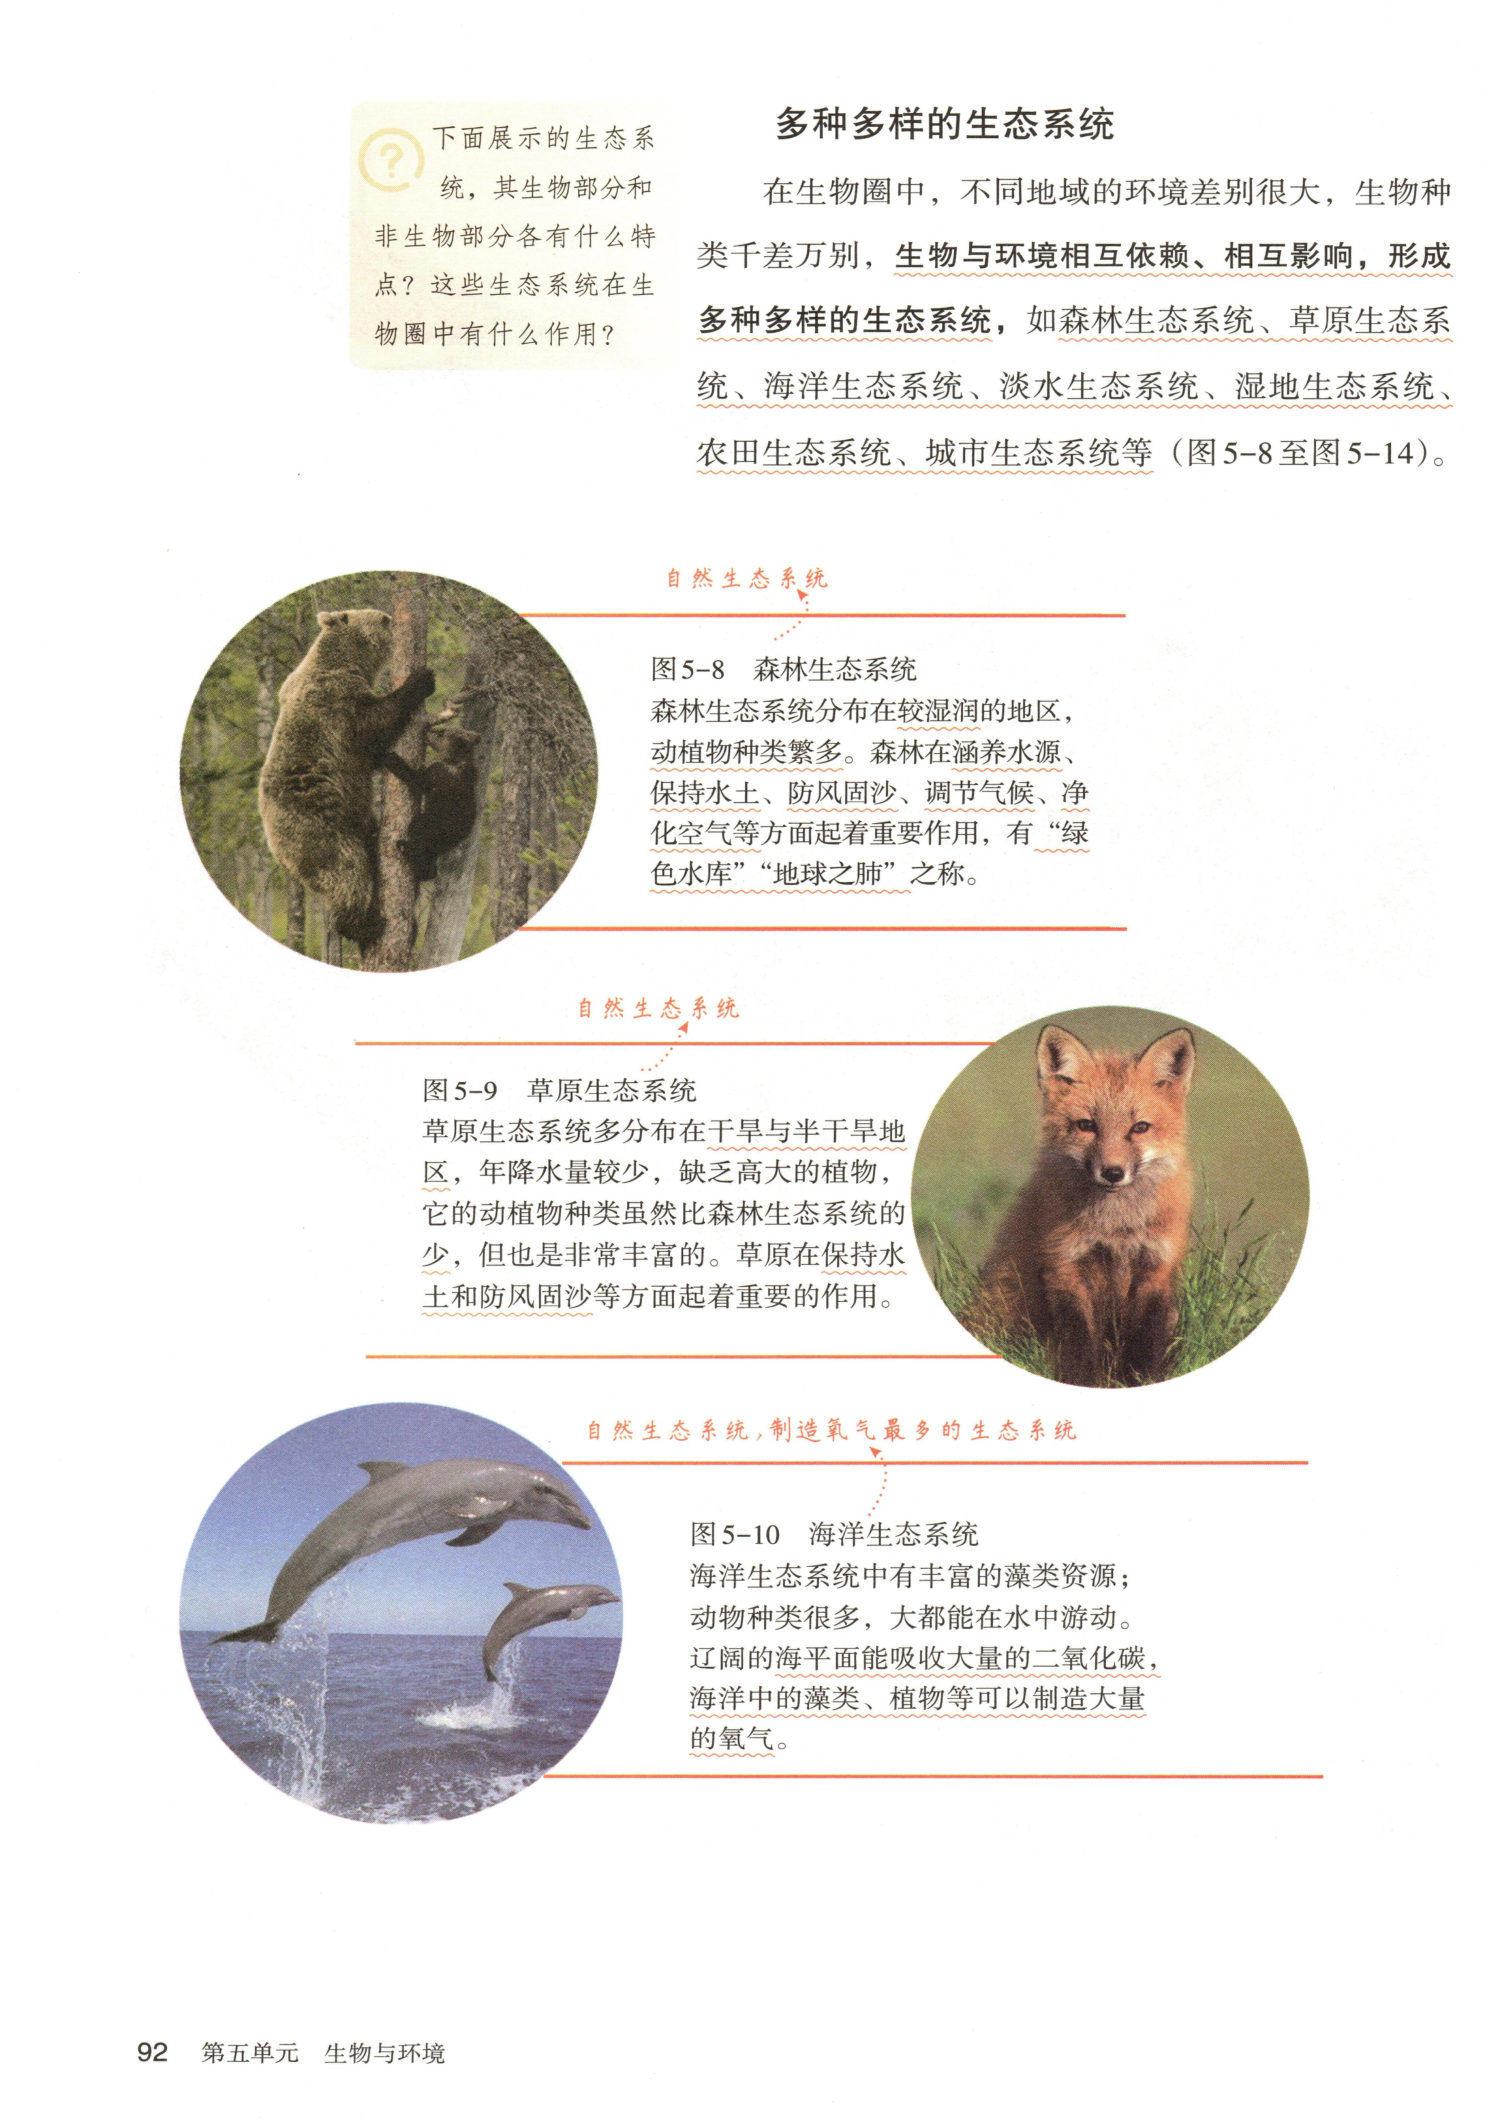 下面展示的生态系
统，其生物部分和
非生物部分各有什么特
点？这些生态系统在生
物圈中有什么作用？
多种多样的生态系统
在生物圈中，不同地域的环境差别很大，生物种
类千差万别，生物与环境相互依赖、相互影响，形成
多种多样的生态系统，如森林生态系统、草原生态系
统、海洋生态系统、淡水生态系统、湿地生态系统、
农田生态系统、城市生态系统等（图5-8至图5-14）。
自然生态系统
图5-8　森林生态系统
森林生态系统分布在较湿润的地区，
动植物种类繁多。森林在涵养水源、
保持水土、防风固沙、调节气候、净
化空气等方面起着重要作用，有“绿
色水库”“地球之肺”之称。
自然生态系统
图5-9　草原生态系统
草原生态系统多分布在干旱与半干旱地
区，年降水量较少，缺乏高大的植物，
它的动植物种类虽然比森林生态系统的
少，但也是非常丰富的。草原在保持水
土和防风固沙等方面起着重要的作用。
自然生态系统,制造氧气最多的生态系统
图5-10　海洋生态系统
海洋生态系统中有丰富的藻类资源；
动物种类很多，大都能在水中游动。
辽阔的海平面能吸收大量的二氧化碳，
海洋中的藻类、植物等可以制造大量
的氧气。
92　第五单元　生物与环境